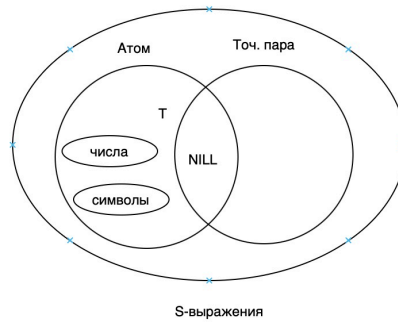 Атом
Точ. пара
T
числа
NILL
символы
S-выражения